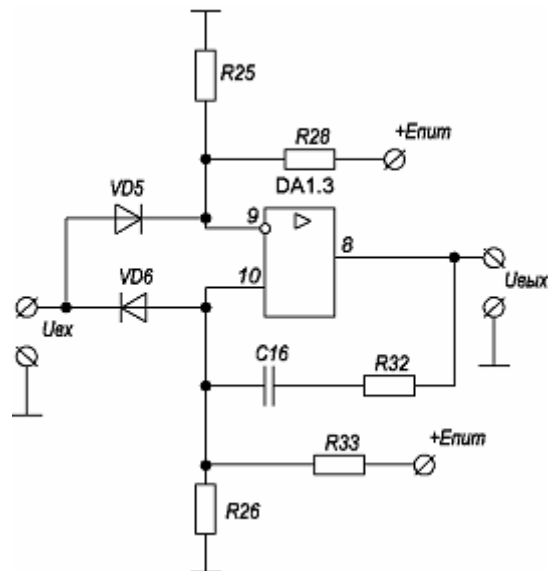 R25
R28
+Eпит
DA1.3
VD5
9
8
10
VD6
Uвх
Uвых
C16
R32
R33
+Eпит
R26